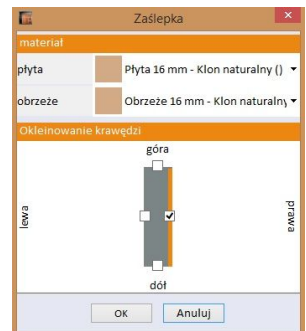 Zaślepka
materiał
płyta
Płyta 16 mm - Klon naturalny ()
obrzeże
Obrzeże 16 mm - Klon naturalny
Okleinowanie krawędzi
góra
lewa
prawa
dół
OK
Anuluj